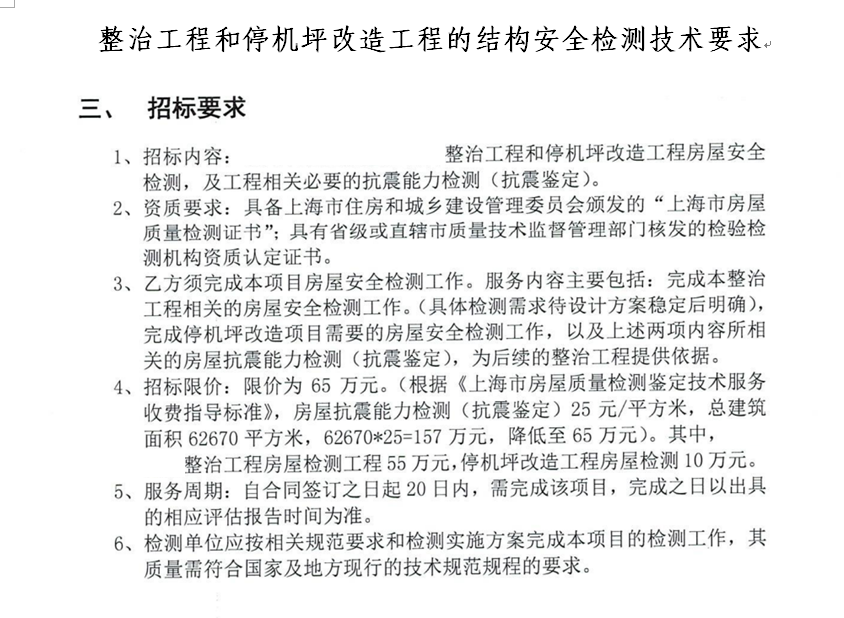 整治工程和停机坪改造工程的结构安全检测技术要求
三、 招标要求
1、招标内容： 整治工程和停机坪改造工程房屋安全
检测，及工程相关必要的抗震能力检测（抗震鉴定）。
2、资质要求：具备上海市住房和城乡建设管理委员会颁发的“上海市房屋
质量检测证书”；具有省级或直辖市质量技术监督管理部门核发的检验检
测机构资质认定证书。
3、乙方须完成本项目房屋安全检测工作。服务内容主要包括：完成本整治
工程相关的房屋安全检测工作。（具体检测需求待设计方案稳定后明确），
完成停机坪改造项目需要的房屋安全检测工作，以及上述两项内容所相
关的房屋抗震能力检测（抗震鉴定），为后续的整治工程提供依据。
4、招标限价：限价为 65 万元。（根据《上海市房屋质量检测鉴定技术服务
收费指导标准》，房屋抗震能力检测（抗震鉴定）25 元/平方米，总建筑
面积 62670 平方米，62670*25=157 万元，降低至 65 万元）。其中，
整治工程房屋检测工程 55 万元,停机坪改造工程房屋检测 10 万元。
5、服务周期：自合同签订之日起 20 日内，需完成该项目，完成之日以出具
的相应评估报告时间为准。
6、检测单位应按相关规范要求和检测实施方案完成本项目的检测工作，其
质量需符合国家及地方现行的技术规范规程的要求。